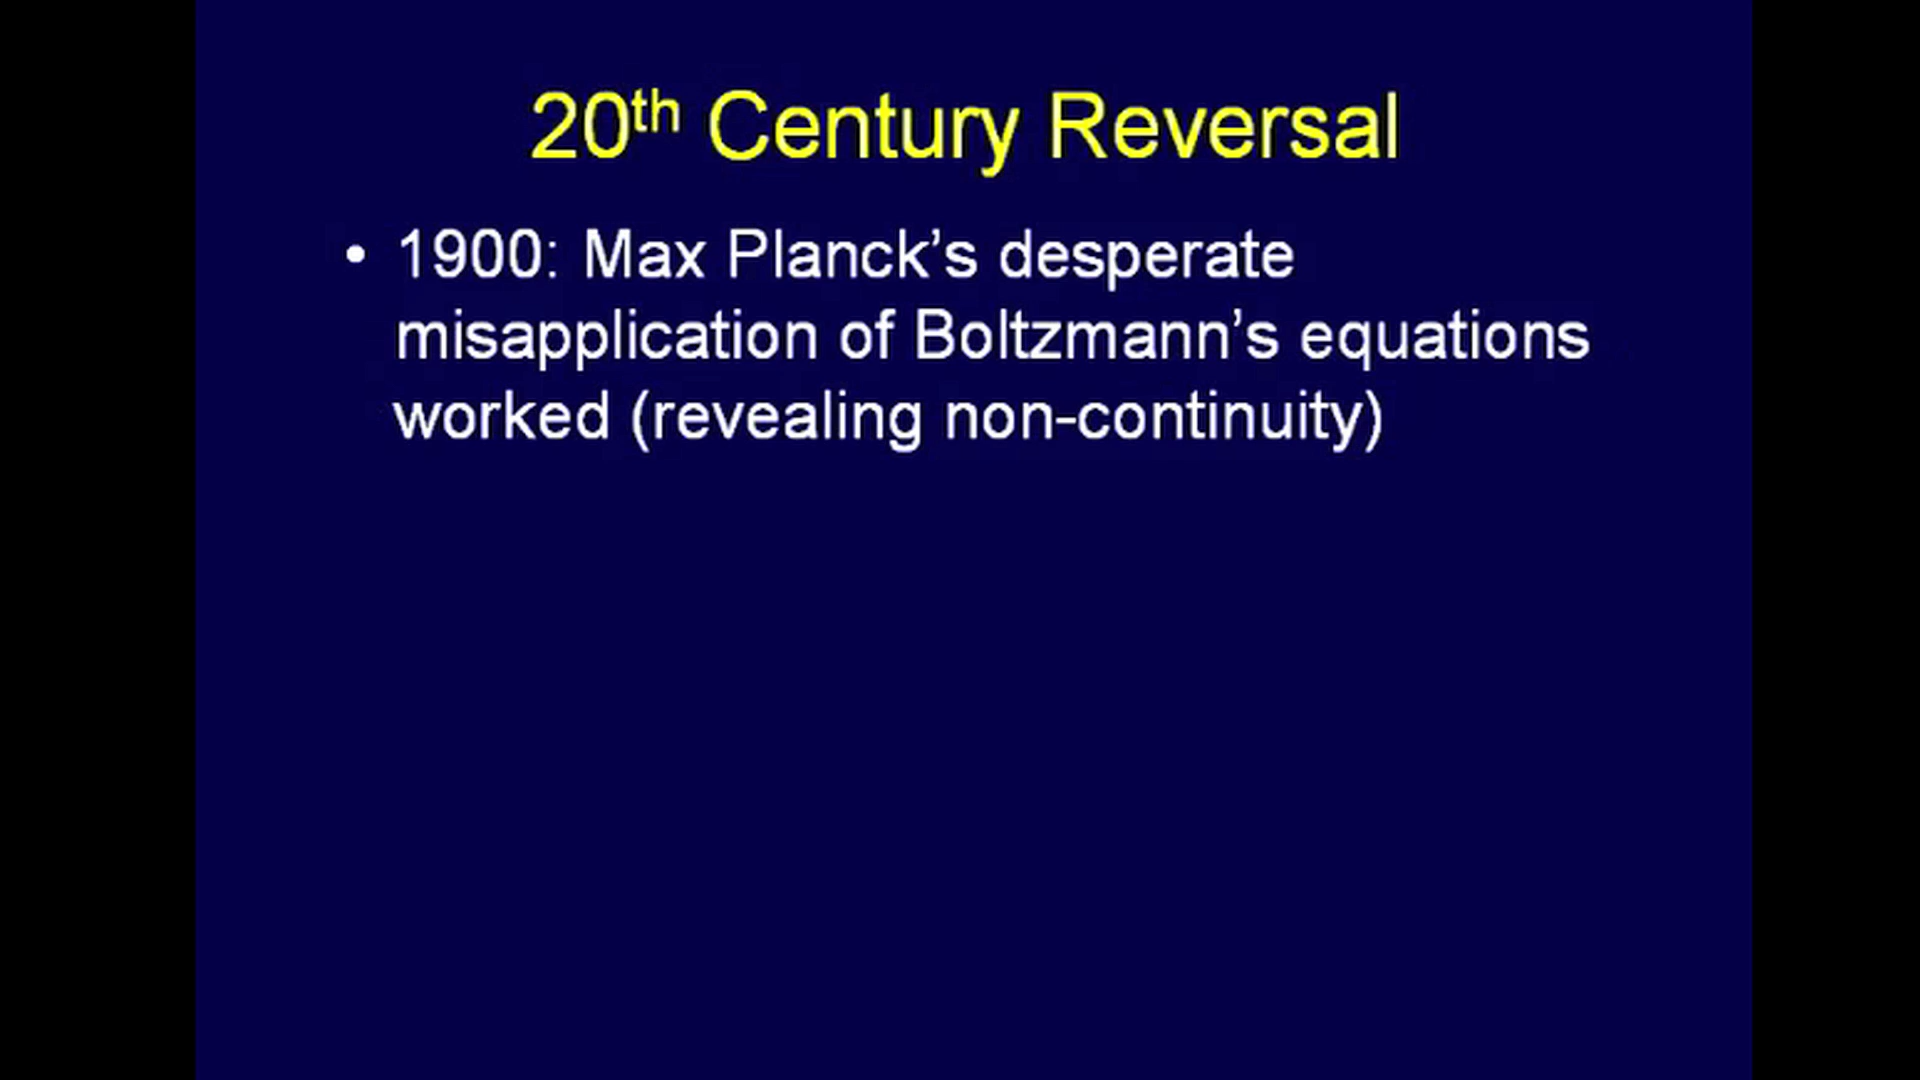 20th Century Reversal
• 1900: Max Planck’s desperate
misapplication of Boltzmann’s equations
worked (revealing non-continuity)